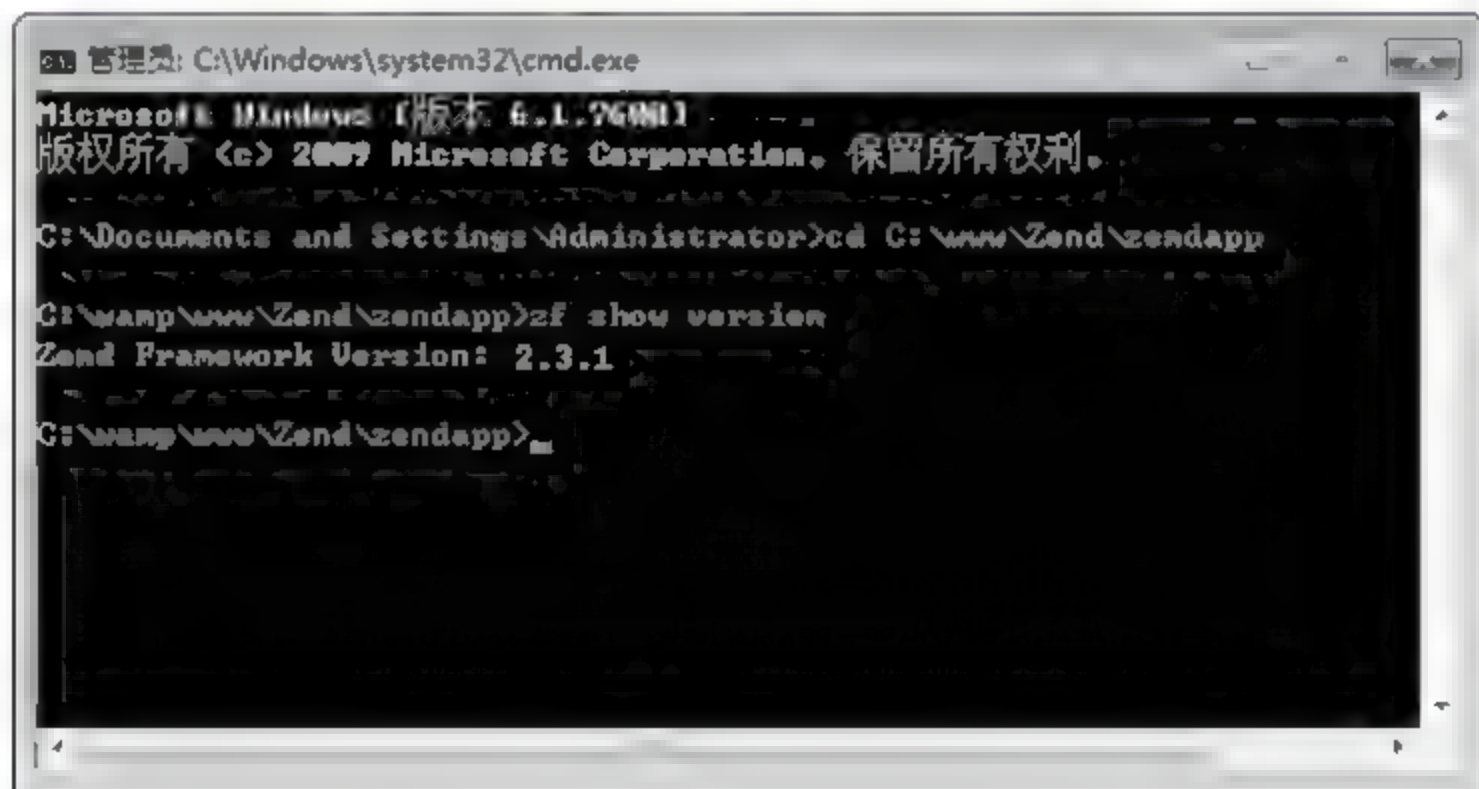 管理员: C:\Windows\system32\cmd.exe
Microsoft Windows [版本 6.1.7600]
版权所有 <c> 2009 Microsoft Corporation。保留所有权利。
C:\Documents and Settings\Administrator>cd C:\www\Zend\zendapp
C:\wamp\www\Zend\zendapp>zf show version
Zend Framework Version: 2.3.1
C:\wamp\www\Zend\zendapp>_